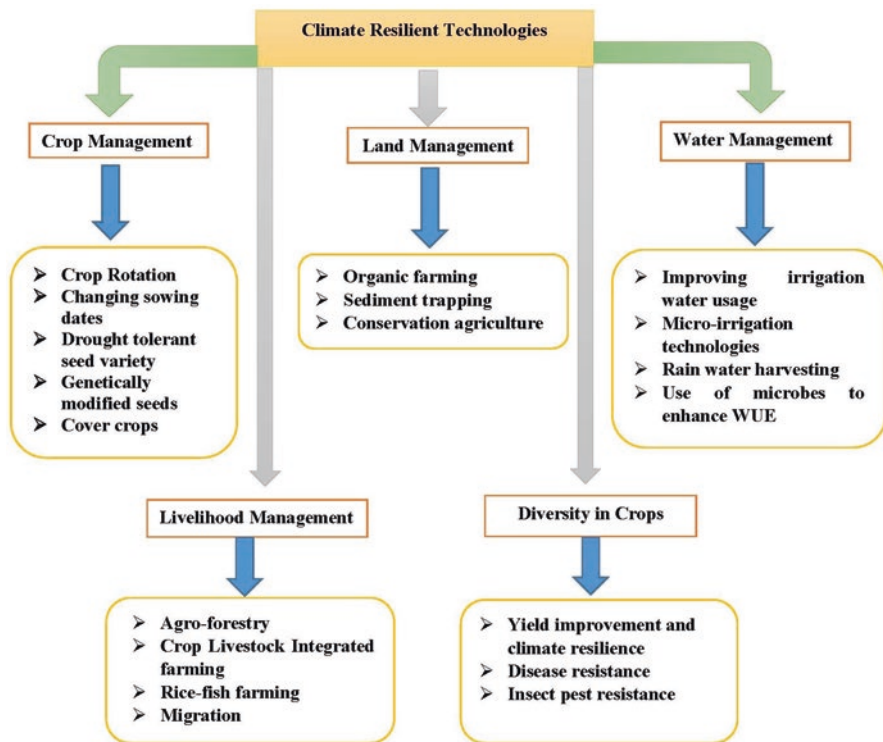 Climate Resilient Technologies
Crop Management
Land Management
Water Management
➢ Crop Rotation
➢ Changing sowing
dates
➢ Drought tolerant
seed variety
➢ Genetically
modified seeds
➢ Cover crops
➢ Organic farming
➢ Sediment trapping
➢ Conservation agriculture
➢ Improving irrigation
water usage
➢ Micro-irrigation
technologies
➢ Rain water harvesting
➢ Use of microbes to
enhance WUE
Livelihood Management
Diversity in Crops
➢ Agro-forestry
➢ Crop Livestock Integrated
farming
➢ Rice-fish farming
➢ Migration
➢ Yield improvement and
climate resilience
➢ Disease resistance
➢ Insect pest resistance